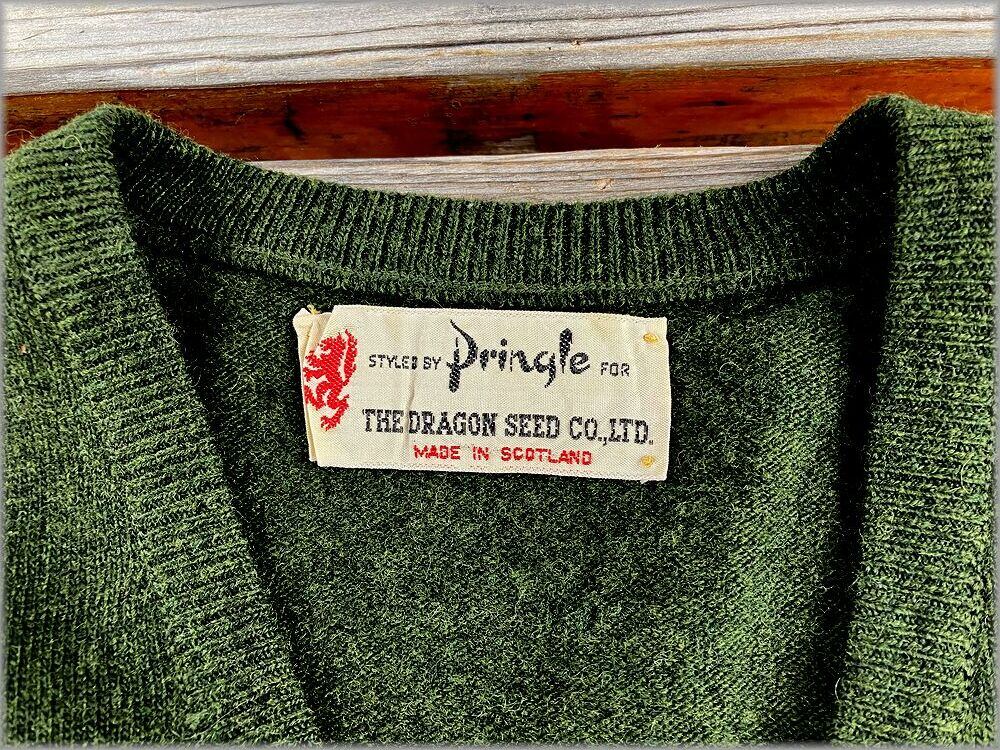 STYLED BY Pringle FOR
THE DRAGON SEED CO., LTD.
MADE IN SCOTLAND